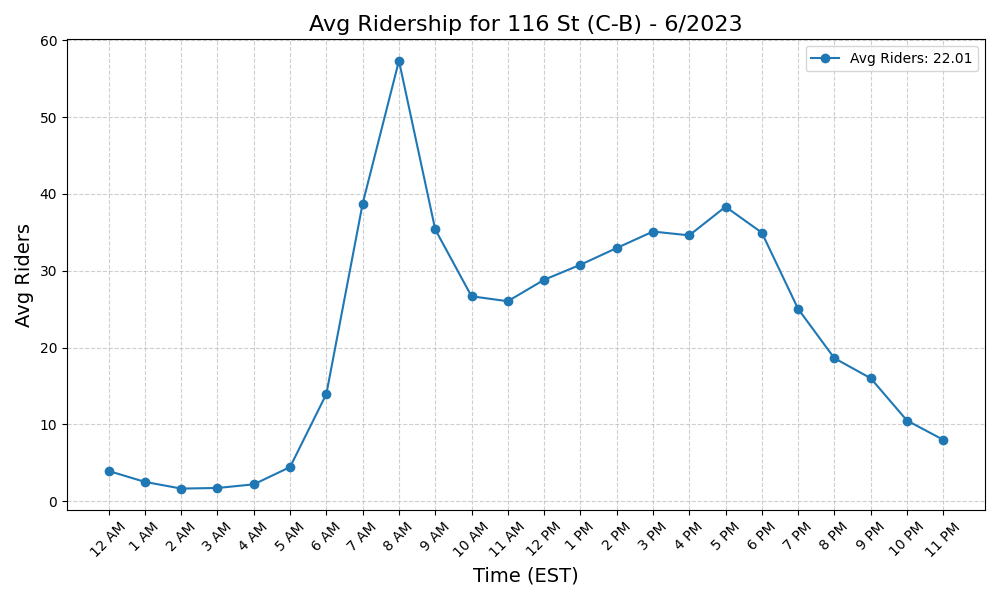 Avg Ridership for 116 St (C-B) - 6/2023
Avg Riders: 22.01
Avg Riders
60
50
40
30
20
10
0
12 AM
1 AM
2 AM
3 AM
4 AM
5 AM
6 AM
7 AM
8 AM
9 AM
10 AM
11 AM
12 PM
1 PM
2 PM
3 PM
4 PM
5 PM
6 PM
7 PM
8 PM
9 PM
10 PM
11 PM
Time (EST)